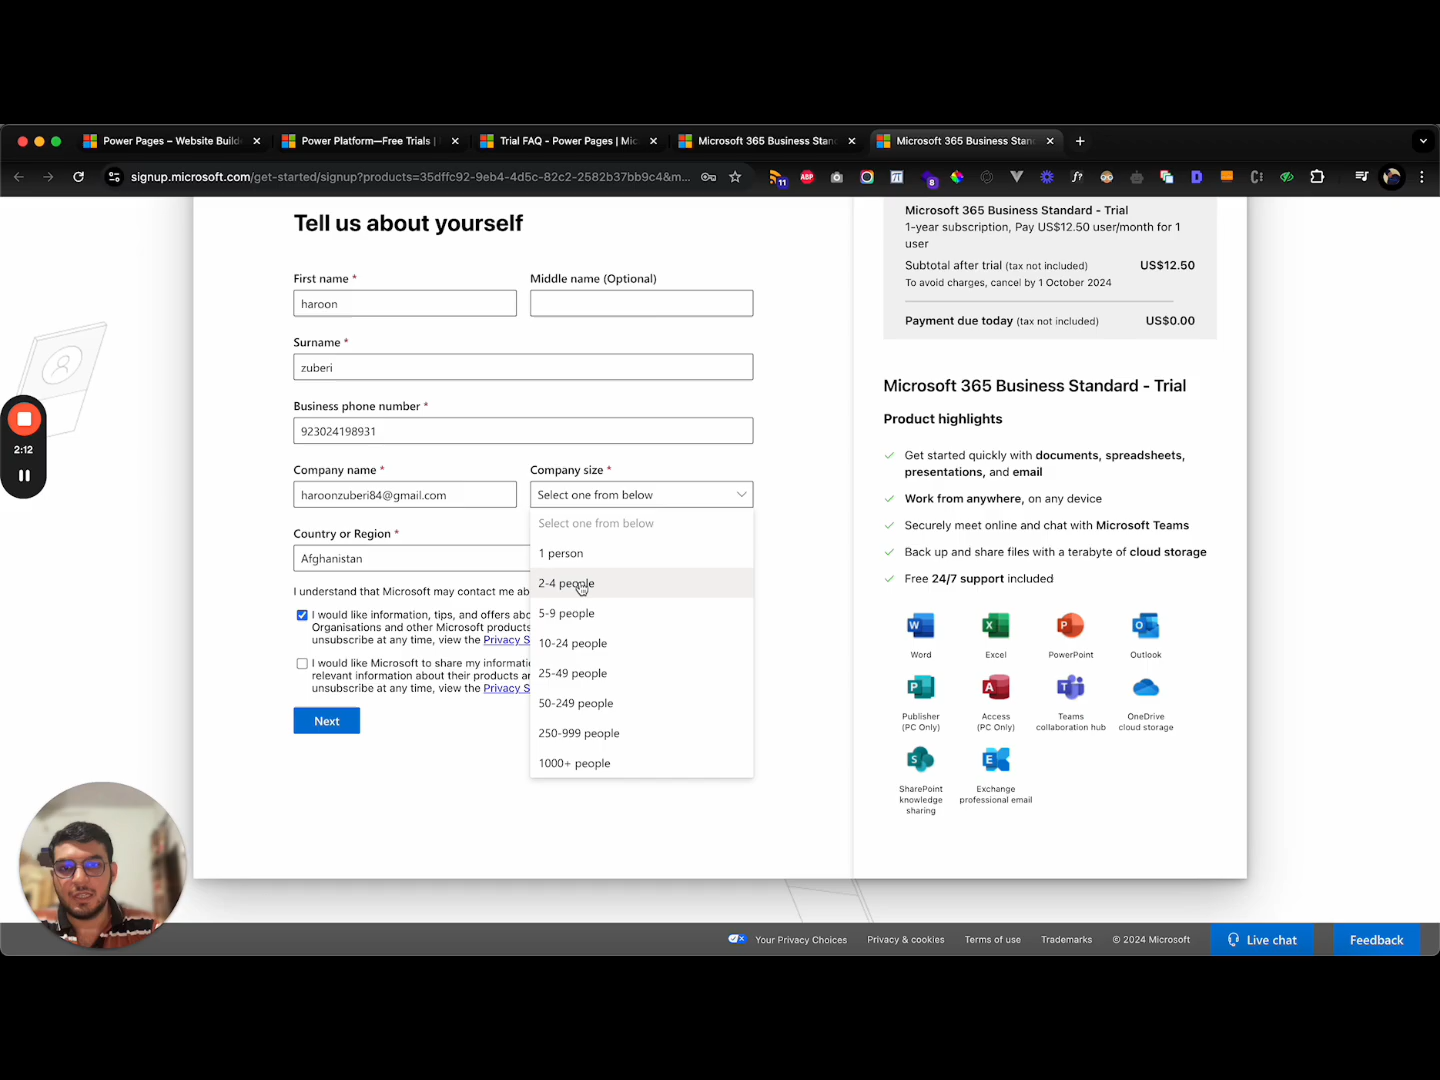 Power Pages – Website Build
Power Platform—Free Trials |
Trial FAQ - Power Pages | Mic
Microsoft 365 Business Stan
Microsoft 365 Business Stan
signup.microsoft.com/get-started/signup?products=35dffc92-9eb4-4d5c-82c2-2582b37bb9c4&m...
11
ABP
8
f?
Tell us about yourself
First name *
Middle name (Optional)
haroon
Surname *
zuberi
Business phone number *
923024198931
Company name *
Company size *
haroonzuberi84@gmail.com
Select one from below
Select one from below
1 person
2-4 people
5-9 people
10-24 people
25-49 people
50-249 people
250-999 people
1000+ people
Country or Region *
Afghanistan
I understand that Microsoft may contact me ab
I would like information, tips, and offers abo
Organisations and other Microsoft products
unsubscribe at any time, view the Privacy S
I would like Microsoft to share my informati
relevant information about their products ar
unsubscribe at any time, view the Privacy S
Next
2:12
Microsoft 365 Business Standard - Trial
1-year subscription, Pay US$12.50 user/month for 1
user
Subtotal after trial (tax not included) US$12.50
To avoid charges, cancel by 1 October 2024
Payment due today (tax not included) US$0.00
Microsoft 365 Business Standard - Trial
Product highlights
Get started quickly with documents, spreadsheets,
presentations, and email
Work from anywhere, on any device
Securely meet online and chat with Microsoft Teams
Back up and share files with a terabyte of cloud storage
Free 24/7 support included
Word
Excel
PowerPoint
Outlook
Publisher
(PC Only)
Access
(PC Only)
Teams
collaboration hub
OneDrive
cloud storage
SharePoint
knowledge
sharing
Exchange
professional email
Your Privacy Choices
Privacy & cookies
Terms of use
Trademarks
© 2024 Microsoft
Live chat
Feedback